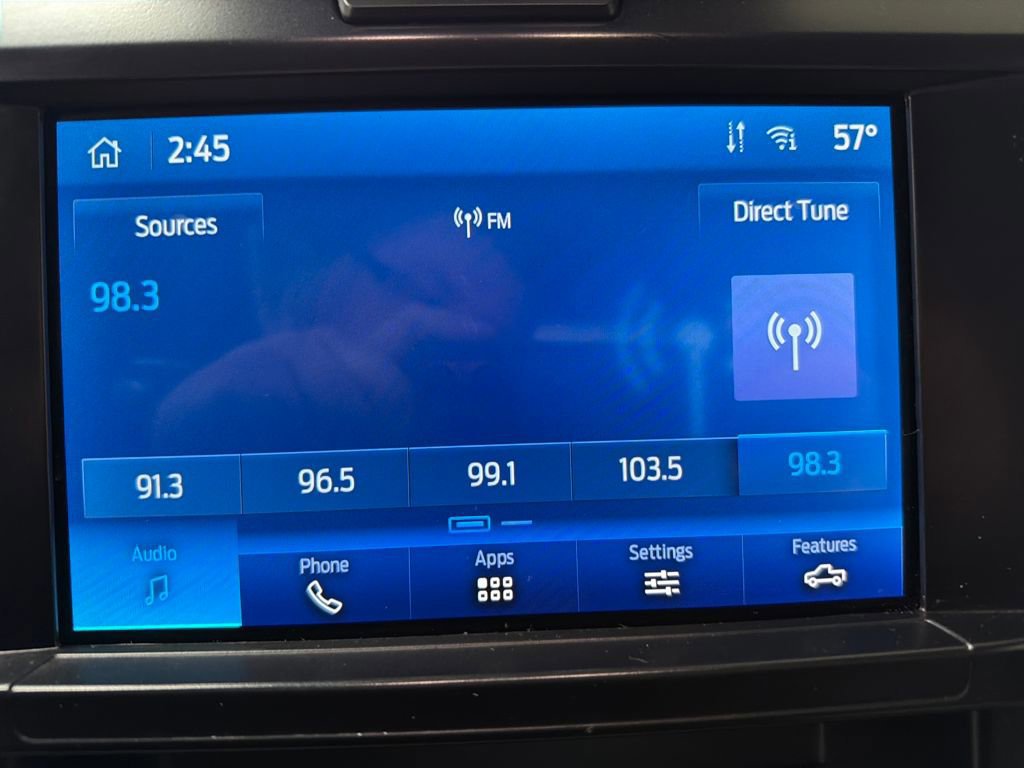 2:45
57°
Sources
FM
Direct Tune
98.3
91.3
96.5
99.1
103.5
98.3
Audio
Phone
Apps
Settings
Features